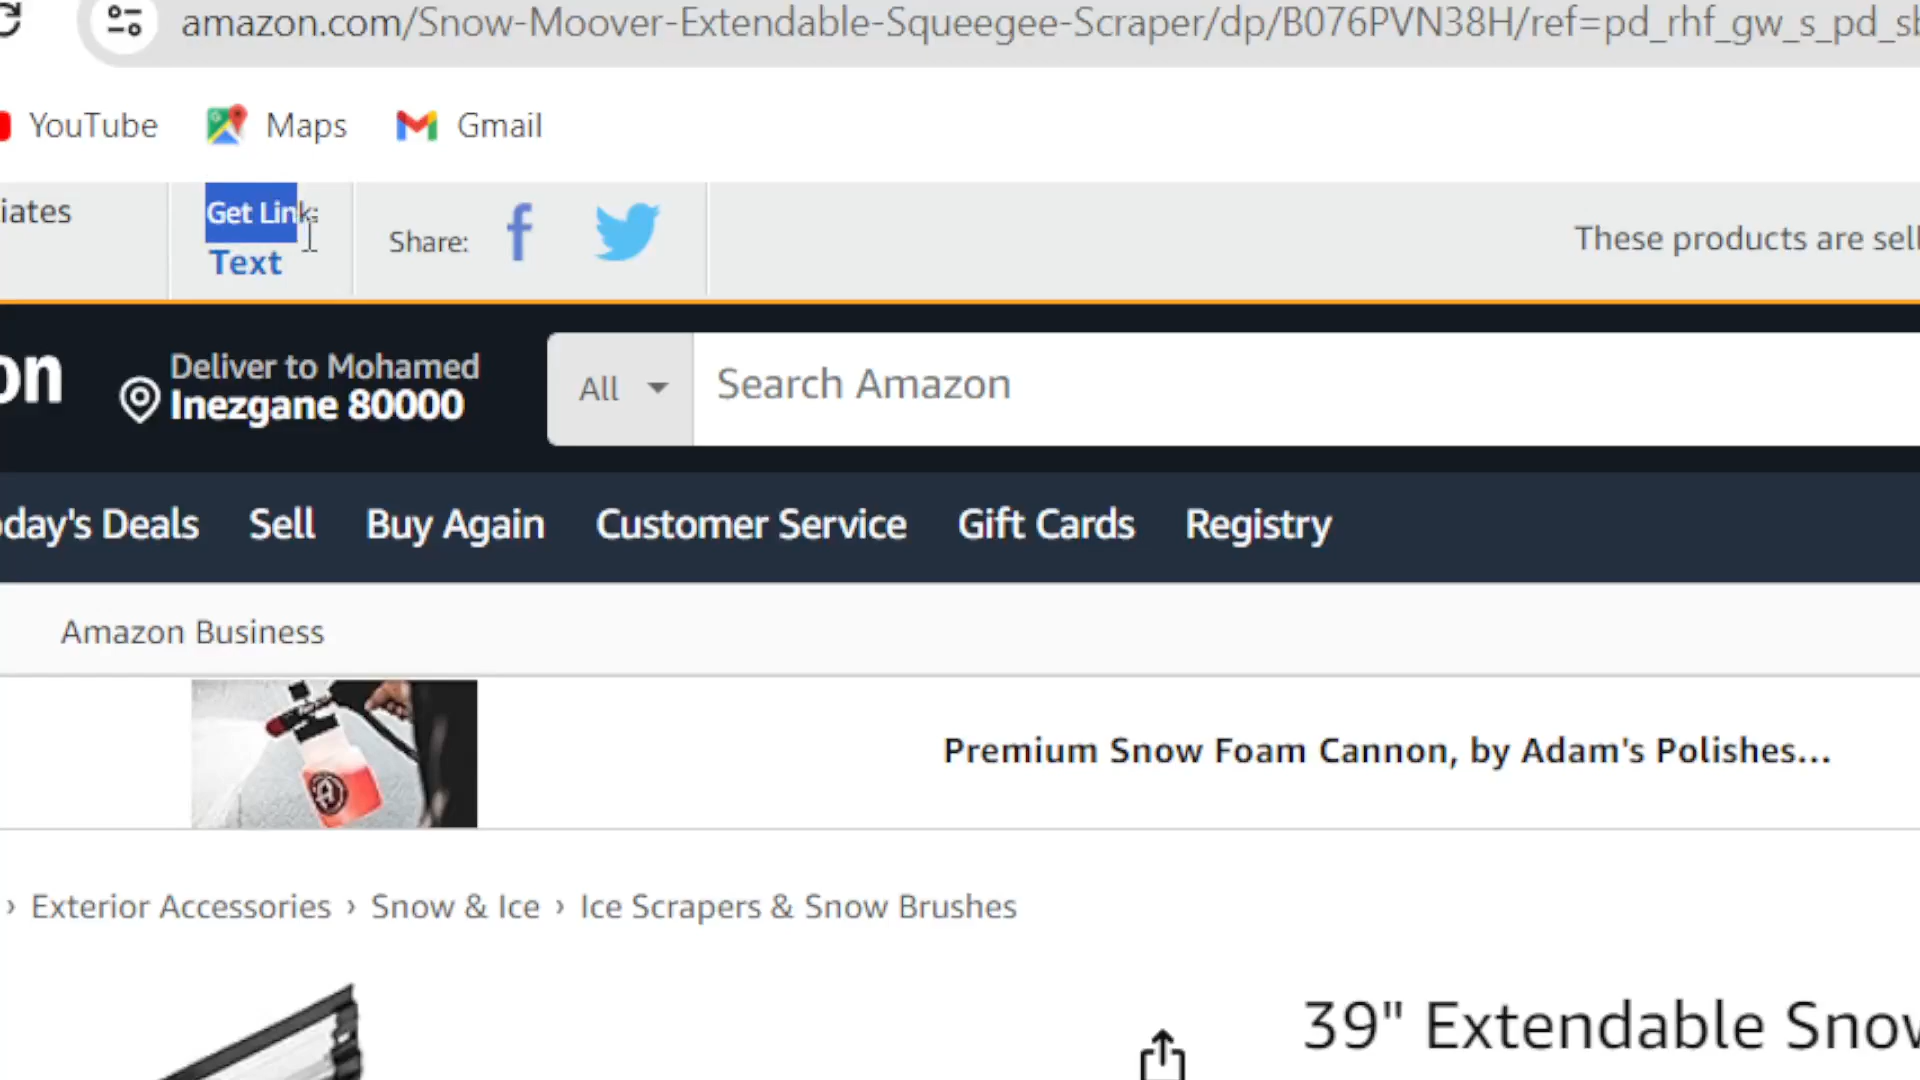 amazon.com/Snow-Moover-Extendable-Squeegee-Scraper/dp/B076PVN38H/ref=pd_rhf_gw_s_pd_sb
YouTube Maps Gmail
iates
Get Link:
Text
Share:
These products are sell
on
Deliver to Mohamed
Inezgane 80000
All
Search Amazon
oday's Deals Sell Buy Again Customer Service Gift Cards Registry
Amazon Business
Premium Snow Foam Cannon, by Adam's Polishes...
› Exterior Accessories › Snow & Ice › Ice Scrapers & Snow Brushes
39" Extendable Snow